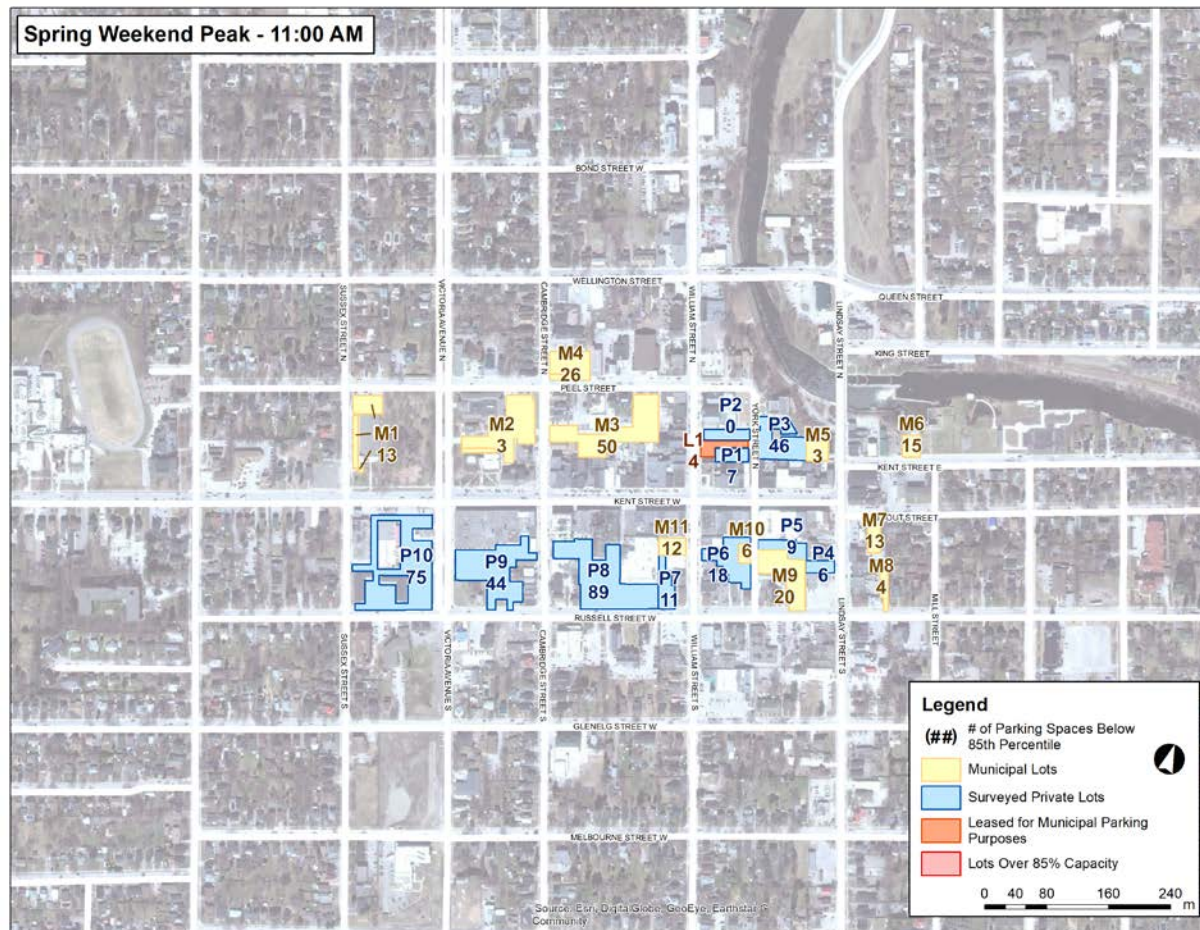 Spring Weekend Peak - 11:00 AM
BOND STREET W
WELLINGTON STREET
QUEEN STREET
SUSSEX STREET N
VICTORIA AVENUE N
CAMBRIDGE STREET N
WILLIAM STREET N
LINDSAY STREET N
KING STREET
M4
26
PEEL STREET
M1
13
M2
3
M3
50
P2
0
L1
4
P1
7
YORK STREET N
P3
46
M5
3
M6
15
KENT STREET E
KENT STREET W
P10
75
P9
44
P8
89
M11
12
P7
11
P6
18
M10
6
P5
9
M9
20
P4
6
M7
13
M8
4
RUSSELL STREET W
SUSSEX STREET S
VICTORIA AVENUE S
CAMBRIDGE STREET S
WILLIAM STREET S
LINDSAY STREET S
MILL STREET
GLENELG STREET W
MELBOURNE STREET W
Legend
(##) # of Parking Spaces Below
85th Percentile
Municipal Lots
Surveyed Private Lots
Leased for Municipal Parking
Purposes
Lots Over 85% Capacity
0 40 80 160 240
m
Source: Esri, DigitalGlobe, GeoEye, Earthstar G
Community